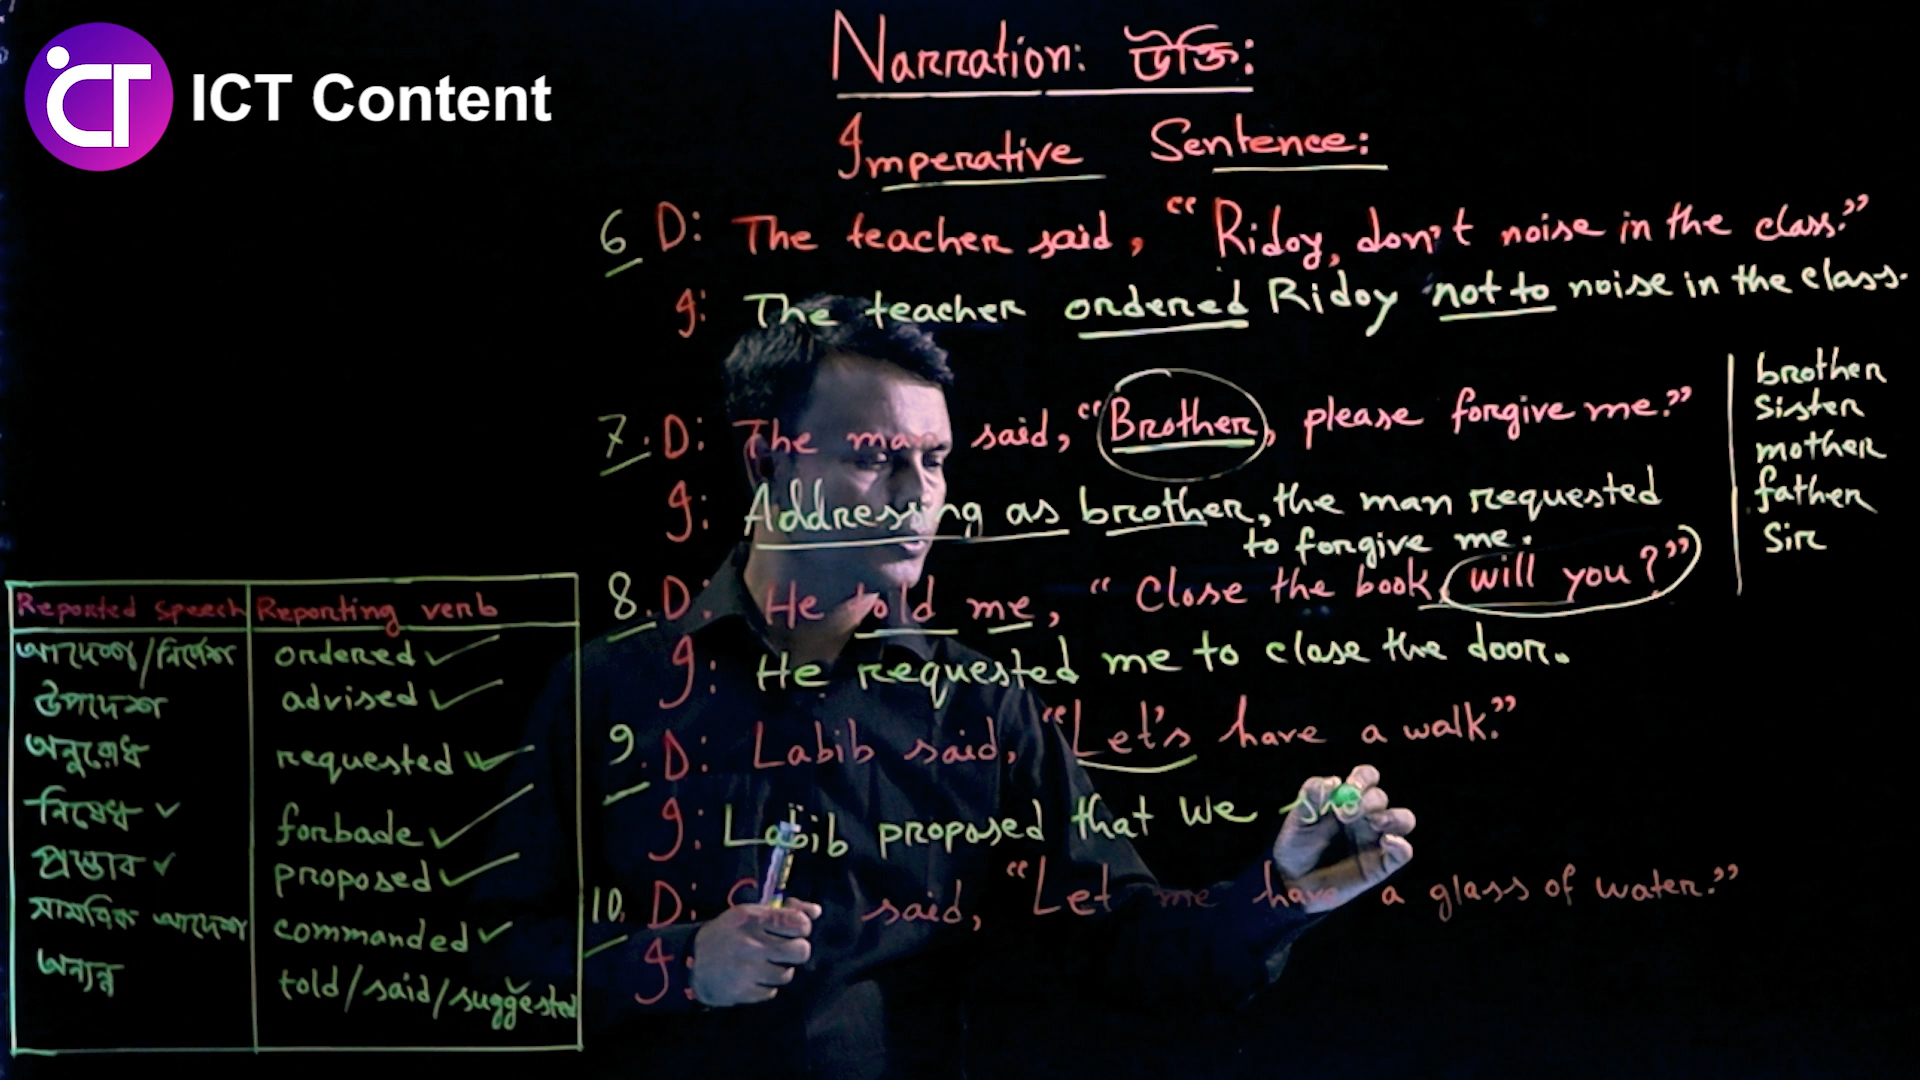 ICT Content
Narration: উক্তি:
Imperative Sentence:
6 D: The teacher said, "Ridoy, don't noise in the class."
I: The teacher ordered Ridoy not to noise in the class.
7. D: The man said, "Brother, please forgive me."
I: Addressing as brother, the man requested
to forgive me.
8. D: He told me, "Close the book, will you?"
I: He requested me to close the door.
9. D: Labib said, "Let's have a walk."
I: Labib proposed that we sho
10. D: said, "Let me have a glass of water."
I:
brother
sister
mother
father
sir
Reported speech Reporting verb
আদেশ/নির্দেশ ordered ✓
উপদেশ advised ✓
অনুরোধ requested ✓
নিষেধ ✓ forbade ✓
প্রস্তাব ✓ proposed ✓
সামরিক আদেশ commanded ✓
অন্যন্ন told/said/suggested